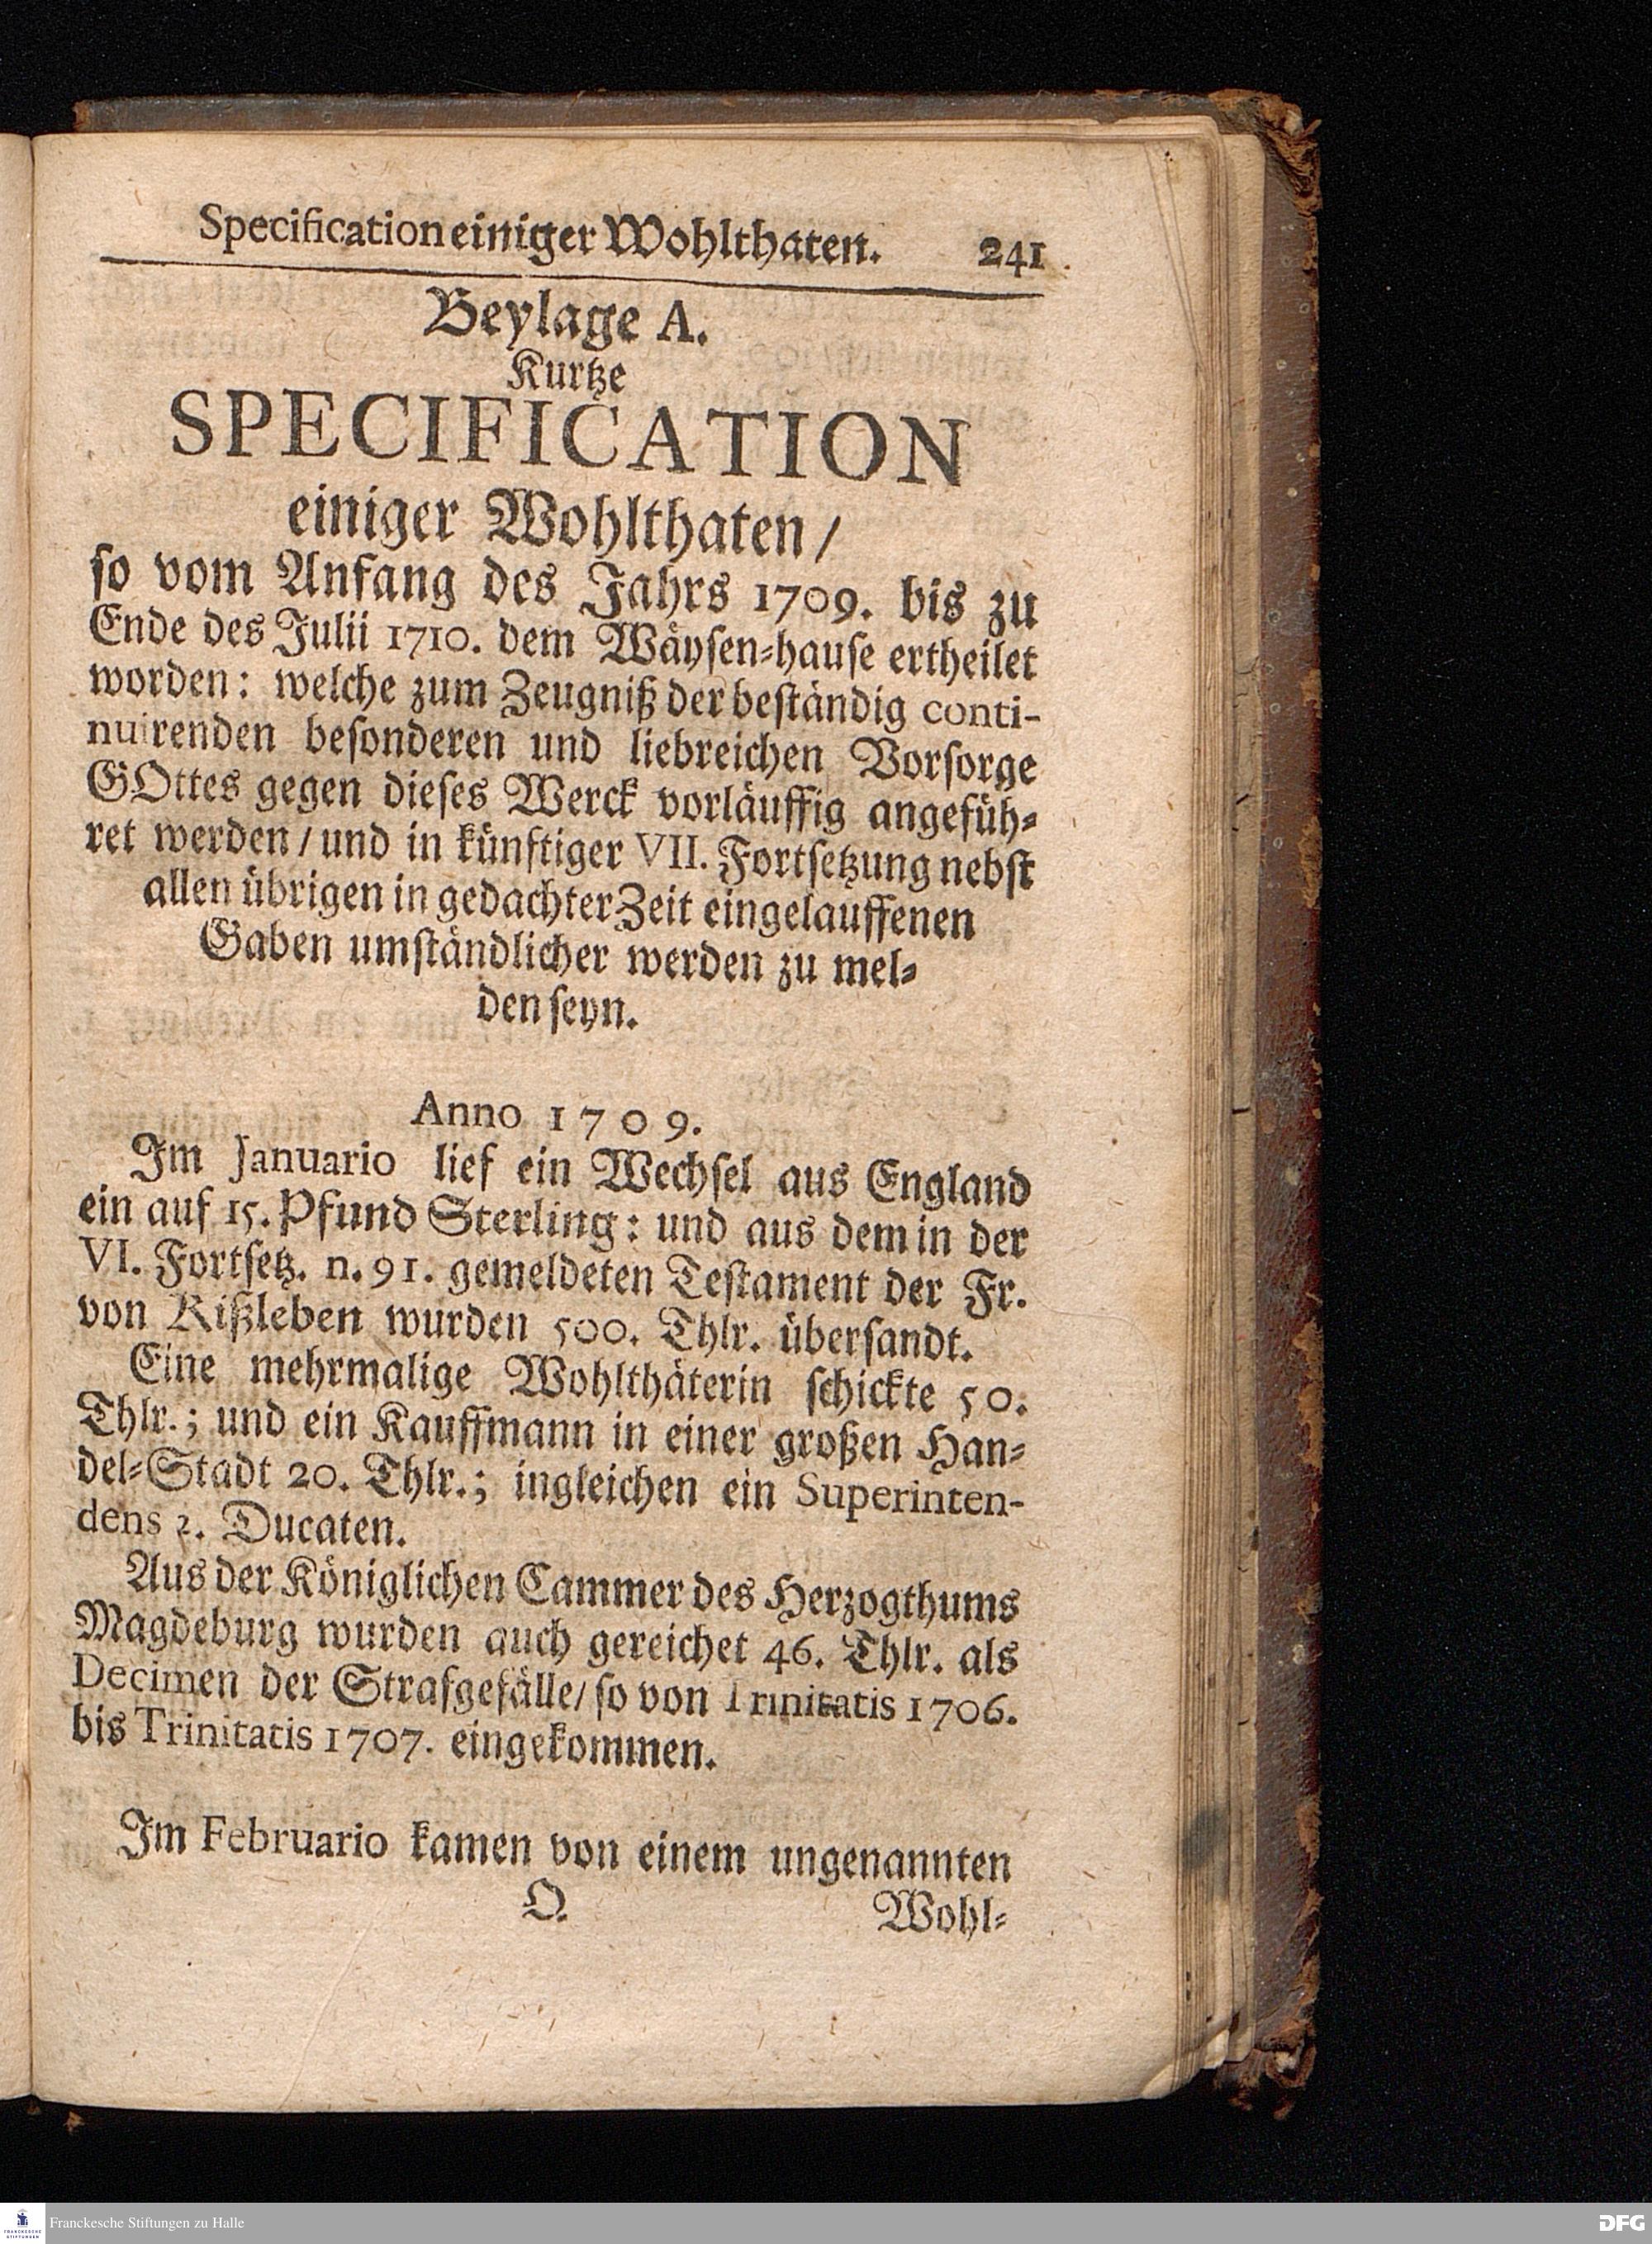 Specification einiger Wohlthaten. 241
Beylage A.
Kurtze
SPECIFICATION
einiger Wohlthaten /
so vom Anfang des Jahrs 1709. bis zu
Ende des Julii 1710. dem Wäysen-hause ertheilet
worden: welche zum Zeugniß der beständig conti-
nuirenden besonderen und liebreichen Vorsorge
GOttes gegen dieses Werck vorläuffig angefüh-
ret werden / und in künftiger VII. Fortsetzung nebst
allen übrigen in gedachter Zeit eingelauffenen
Gaben umständlicher werden zu mel-
den seyn.
Anno 1709.
Im Januario lief ein Wechsel aus England
ein auf 15. Pfund Sterling: und aus dem in der
VI. Fortsetz. n. 91. gemeldeten Testament der Fr.
von Rißleben wurden 500. Thlr. übersandt.
Eine mehrmalige Wohlthäterin schickte 50.
Thlr.; und ein Kauffmann in einer großen Han-
del-Stadt 20. Thlr.; ingleichen ein Superinten-
dens 2. Ducaten.
Aus der Königlichen Cammer des Herzogthums
Magdeburg wurden auch gereichet 46. Thlr. als
Decimen der Strafgefälle / so von Trinitatis 1706.
bis Trinitatis 1707. eingekommen.
Im Februario kamen von einem ungenannten
Q. Wohl-
FRANCKESCHE STIFTUNGEN
Franckesche Stiftungen zu Halle
DFG